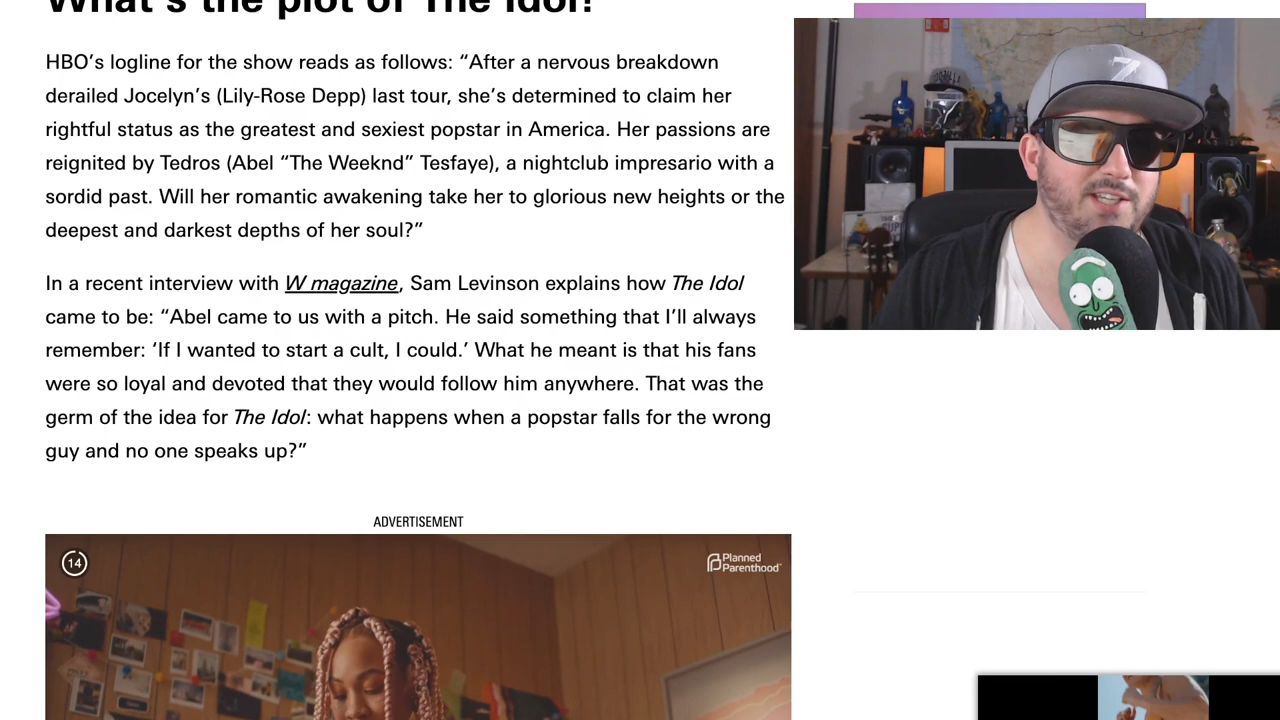 What's the plot of The Idol?
HBO’s logline for the show reads as follows: “After a nervous breakdown
derailed Jocelyn’s (Lily-Rose Depp) last tour, she’s determined to claim her
rightful status as the greatest and sexiest popstar in America. Her passions are
reignited by Tedros (Abel “The Weeknd” Tesfaye), a nightclub impresario with a
sordid past. Will her romantic awakening take her to glorious new heights or the
deepest and darkest depths of her soul?”
In a recent interview with W magazine, Sam Levinson explains how The Idol
came to be: “Abel came to us with a pitch. He said something that I’ll always
remember: ‘If I wanted to start a cult, I could.’ What he meant is that his fans
were so loyal and devoted that they would follow him anywhere. That was the
germ of the idea for The Idol: what happens when a popstar falls for the wrong
guy and no one speaks up?”
ADVERTISEMENT
14
Planned
Parenthood